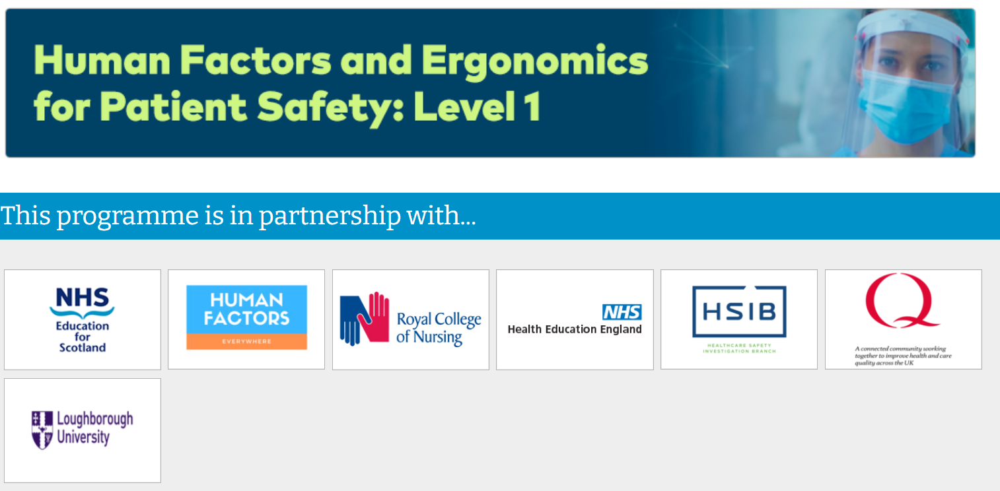 Human Factors and Ergonomics
for Patient Safety: Level 1
This programme is in partnership with...
NHS
Education
for
Scotland
HUMAN
FACTORS
EVERYWHERE
Royal College
of Nursing
NHS
Health Education England
HSIB
HEALTHCARE SAFETY
INVESTIGATION BRANCH
Q
A connected community working
together to improve health and care
quality across the UK
Loughborough
University